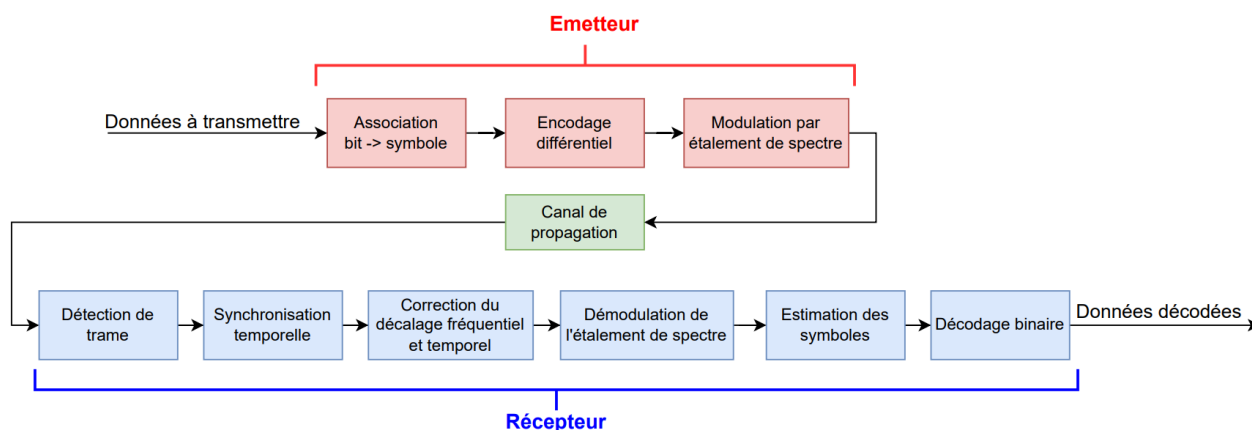 Emetteur
Données à transmettre
Association
bit -> symbole
Encodage
différentiel
Modulation par
étalement de spectre
Canal de
propagation
Détection de
trame
Synchronisation
temporelle
Correction du
décalage fréquentiel
et temporel
Démodulation de
l'étalement de spectre
Estimation des
symboles
Décodage binaire
Données décodées
Récepteur